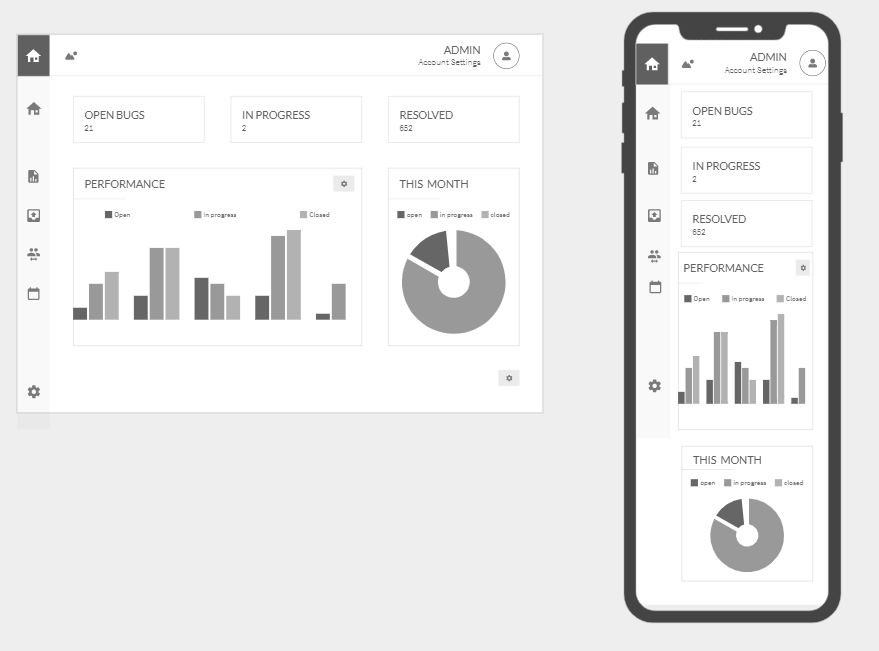 ADMIN
Account Settings
OPEN BUGS
21
IN PROGRESS
2
RESOLVED
652
PERFORMANCE
Open
In progress
Closed
THIS MONTH
open
in progress
closed
ADMIN
Account Settings
OPEN BUGS
21
IN PROGRESS
2
RESOLVED
652
PERFORMANCE
Open
In progress
Closed
THIS MONTH
open
in progress
closed